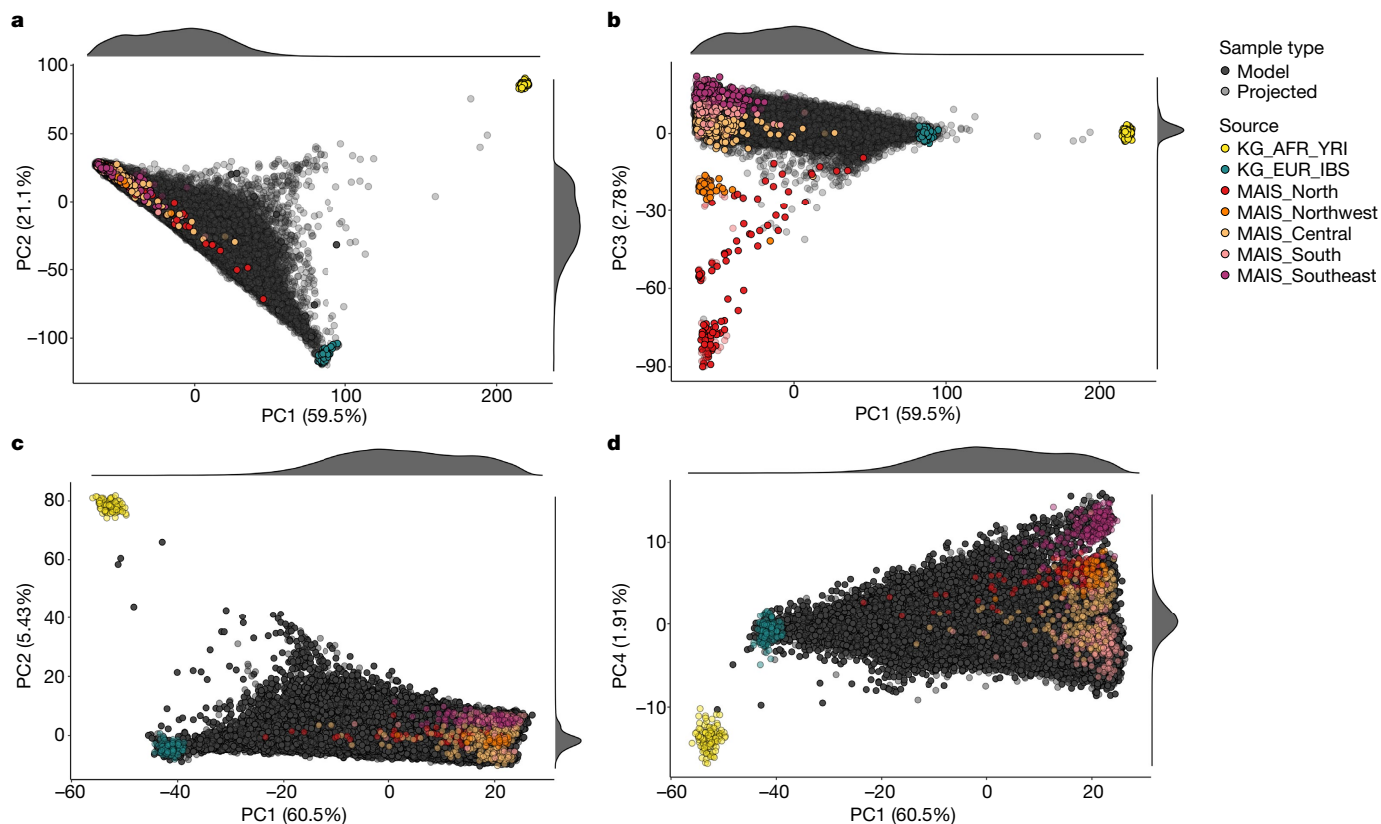 a
100
50
0
−50
−100
PC2 (21.1%)
0
100
200
PC1 (59.5%)
b
0
−30
−60
−90
PC3 (2.78%)
0
100
200
PC1 (59.5%)
Sample type
Model
Projected
Source
KG_AFR_YRI
KG_EUR_IBS
MAIS_North
MAIS_Northwest
MAIS_Central
MAIS_South
MAIS_Southeast
c
80
60
40
20
0
PC2 (5.43%)
−60
−40
−20
0
20
PC1 (60.5%)
d
10
0
−10
PC4 (1.91%)
−60
−40
−20
0
20
PC1 (60.5%)